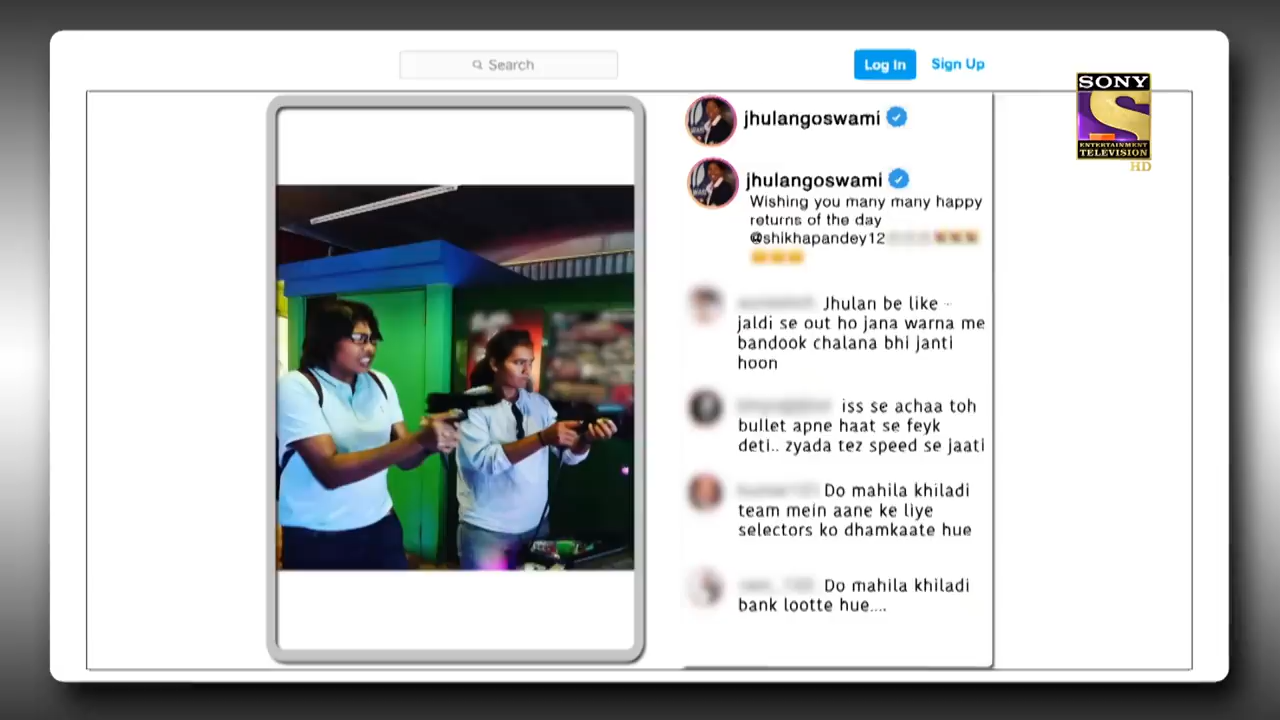 Search
Log In
Sign Up
SONY
ENTERTAINMENT
TELEVISION
HD
jhulangoswami
jhulangoswami
Wishing you many many happy
returns of the day
@shikhapandey12
Jhulan be like
jaldi se out ho jana warna me
bandook chalana bhi janti
hoon
iss se achaa toh
bullet apne haat se feyk
deti.. zyada tez speed se jaati
Do mahila khiladi
team mein aane ke liye
selectors ko dhamkaate hue
Do mahila khiladi
bank lootte hue....